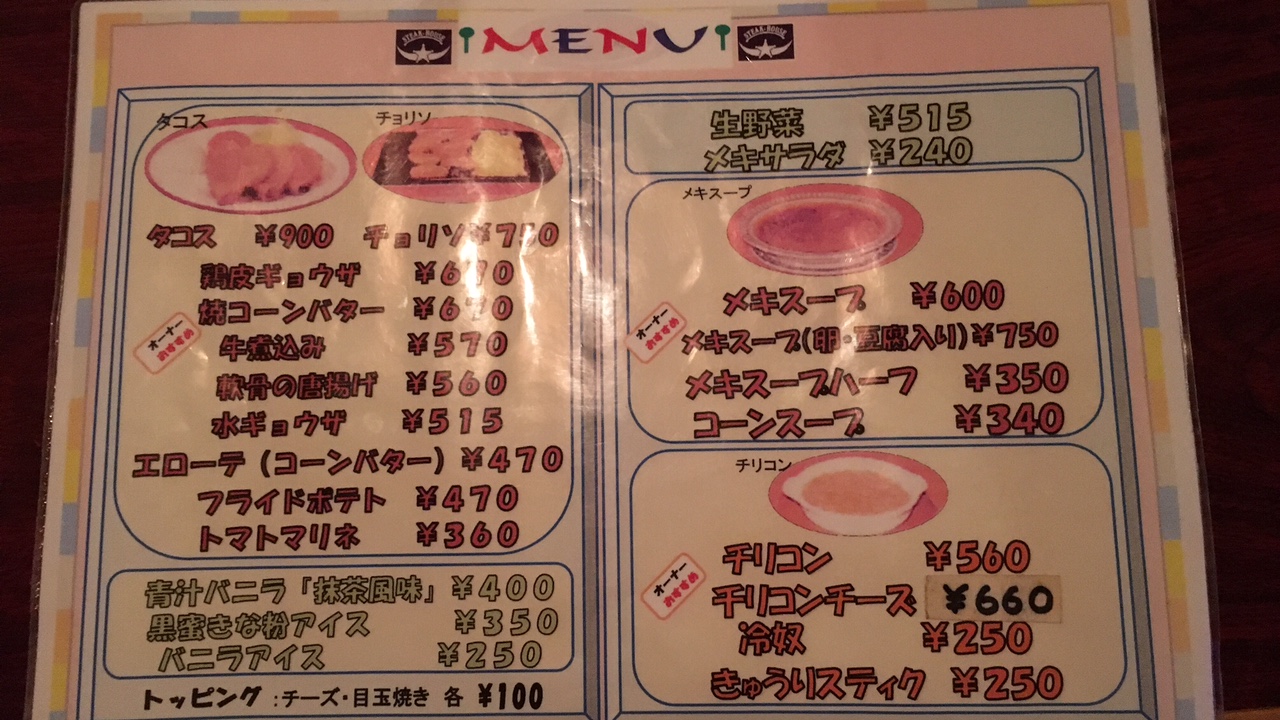 STEAK-HOUSE MENU STEAK-HOUSE
タコス チョリソ
タコス ¥900 チョリソ¥750
鶏皮ギョウザ ¥670
焼コーンバター ¥670
オーナー
おすすめ
牛煮込み ¥570
軟骨の唐揚げ ¥560
水ギョウザ ¥515
エローテ（コーンバター）¥470
フライドポテト ¥470
トマトマリネ ¥360
青汁バニラ「抹茶風味」¥400
黒蜜きな粉アイス ¥350
バニラアイス ¥250
トッピング:チーズ・目玉焼き 各 ¥100
生野菜 ¥515
メキサラダ ¥240
メキスープ
メキスープ ¥600
オーナー
おすすめ
メキスープ(卵・豆腐入り)¥750
メキスープハーフ ¥350
コーンスープ ¥340
チリコン
チリコン ¥560
オーナー
おすすめ
チリコンチーズ ¥660
冷奴 ¥250
きゅうりスティク ¥250